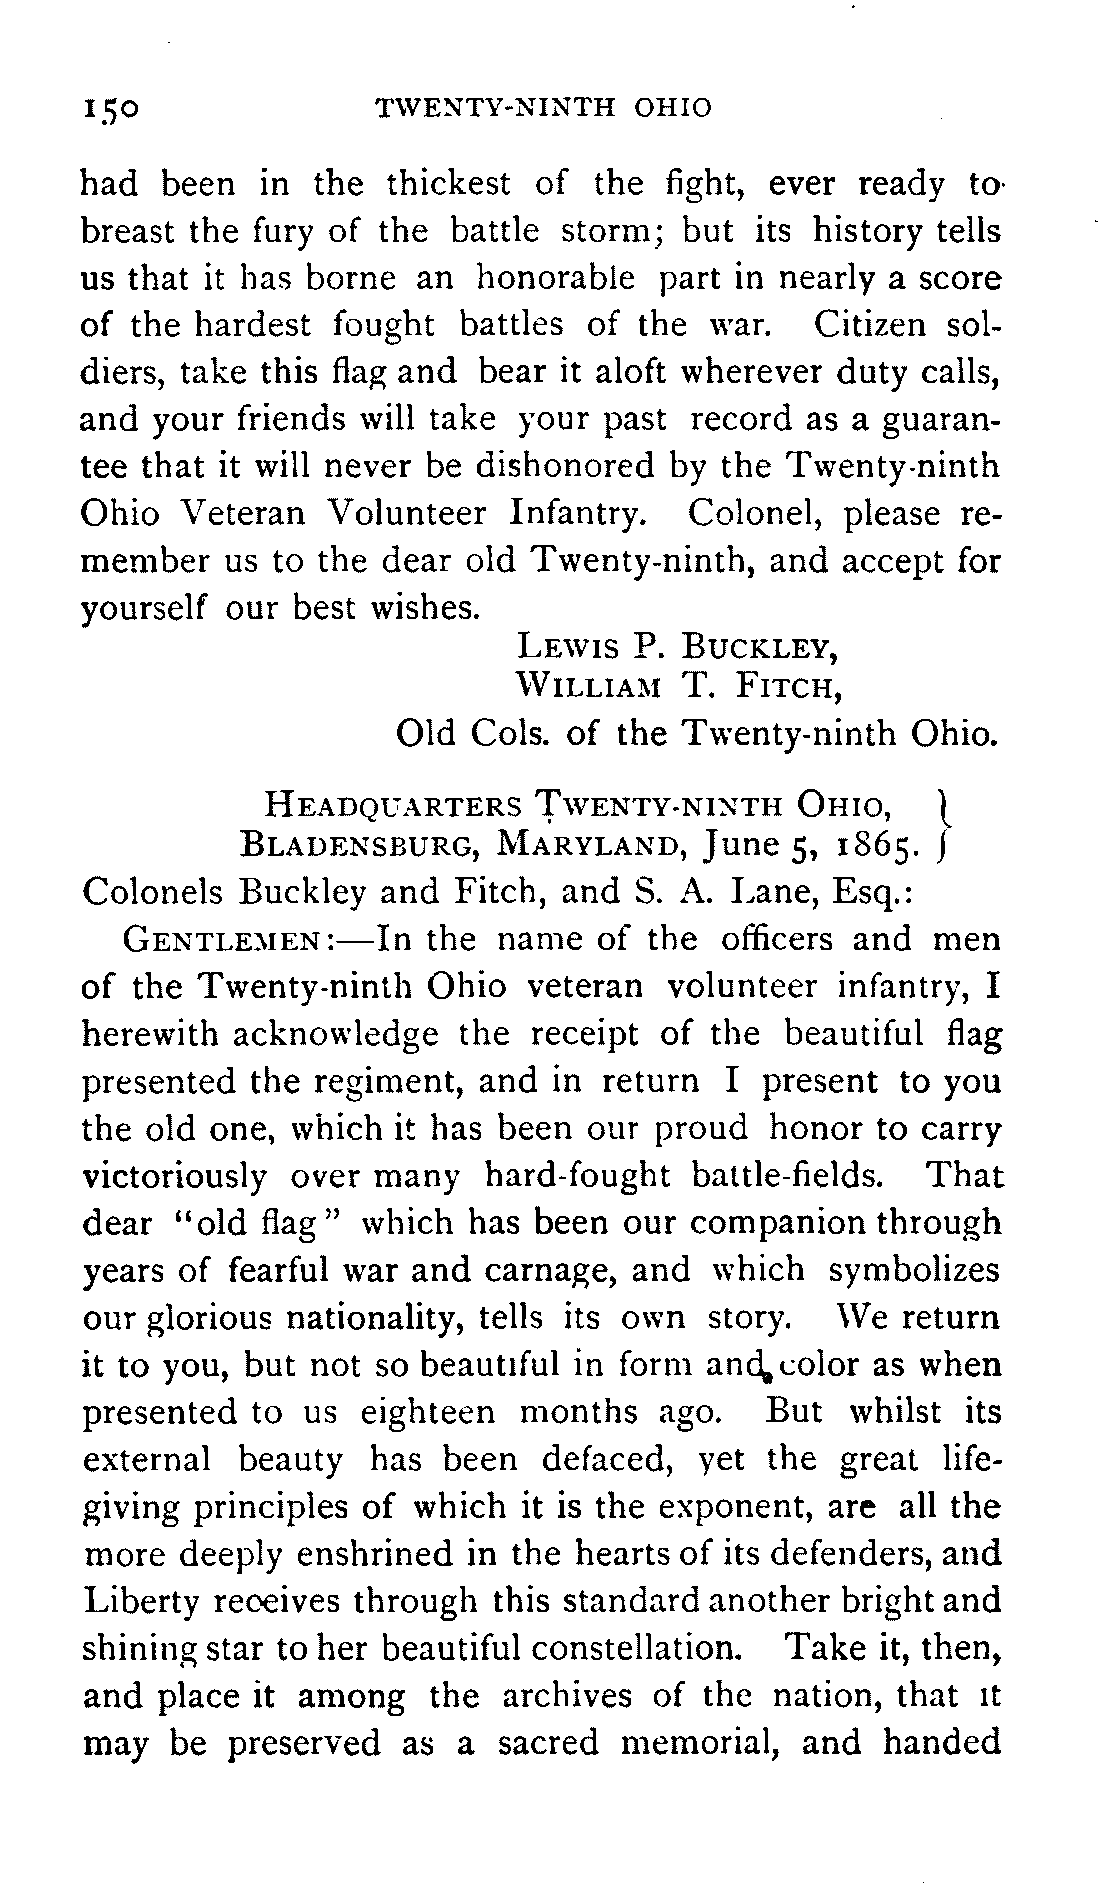 150 TWENTY-NINTH OHIO
had been in the thickest of the fight, ever ready to
breast the fury of the battle storm; but its history tells
us that it has borne an honorable part in nearly a score
of the hardest fought battles of the war. Citizen sol-
diers, take this flag and bear it aloft wherever duty calls,
and your friends will take your past record as a guaran-
tee that it will never be dishonored by the Twenty-ninth
Ohio Veteran Volunteer Infantry. Colonel, please re-
member us to the dear old Twenty-ninth, and accept for
yourself our best wishes.
LEWIS P. BUCKLEY,
WILLIAM T. FITCH,
Old Cols. of the Twenty-ninth Ohio.
HEADQUARTERS TWENTY-NINTH OHIO, }
BLADENSBURG, MARYLAND, June 5, 1865. }
Colonels Buckley and Fitch, and S. A. Lane, Esq.:
GENTLEMEN:—In the name of the officers and men
of the Twenty-ninth Ohio veteran volunteer infantry, I
herewith acknowledge the receipt of the beautiful flag
presented the regiment, and in return I present to you
the old one, which it has been our proud honor to carry
victoriously over many hard-fought battle-fields. That
dear "old flag" which has been our companion through
years of fearful war and carnage, and which symbolizes
our glorious nationality, tells its own story. We return
it to you, but not so beautiful in form and color as when
presented to us eighteen months ago. But whilst its
external beauty has been defaced, yet the great life-
giving principles of which it is the exponent, are all the
more deeply enshrined in the hearts of its defenders, and
Liberty receives through this standard another bright and
shining star to her beautiful constellation. Take it, then,
and place it among the archives of the nation, that it
may be preserved as a sacred memorial, and handed